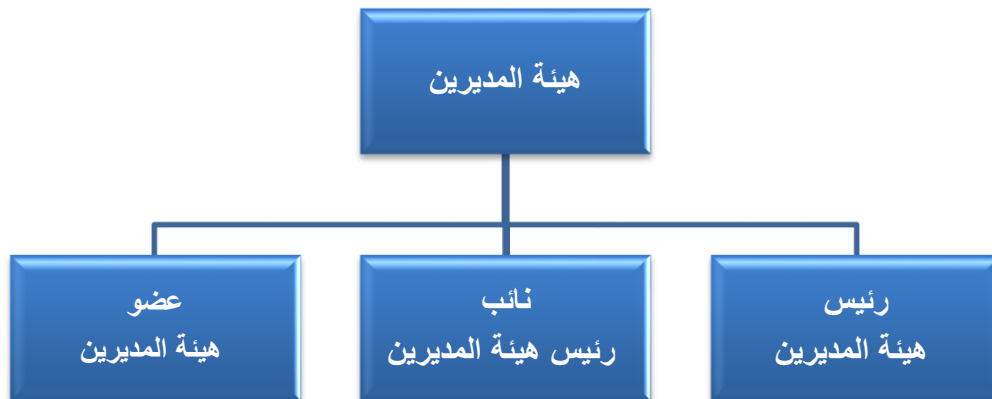 هيئة المديرين
رئيس
هيئة المديرين
نائب
رئيس هيئة المديرين
عضو
هيئة المديرين